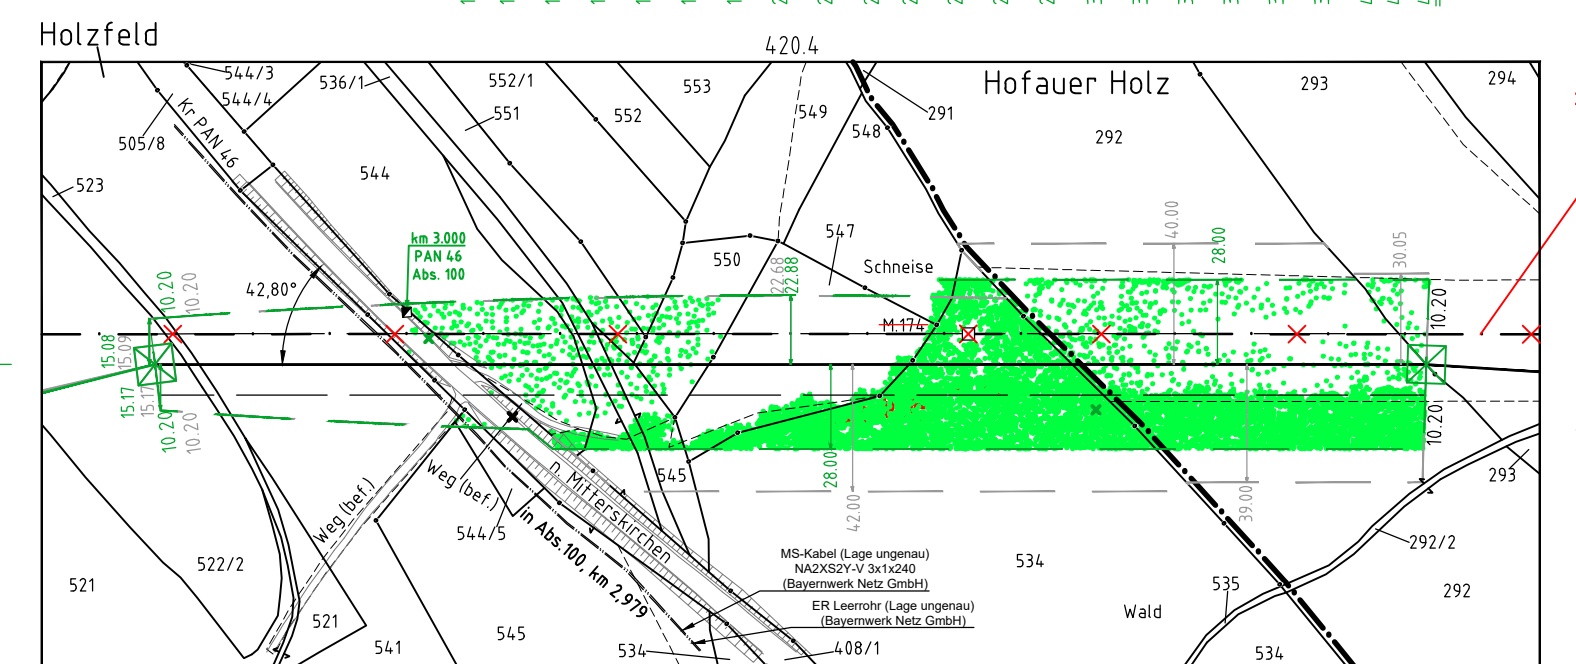 Holzfeld
420.4
544/3
544/4
536/1
552/1
551
553
552
549
548
291
Hofauer Holz
293
294
292
505/8
Kr PAN 46
544
523
km 3.000
PAN 46
Abs. 100
547
550
Schneise
22.68
22.88
40.00
28.00
30.05
10.20
10.20
42,80°
M.174
10.20
15.08
15.09
15.17
15.17
10.20
10.20
10.20
28.00
42.00
39.00
545
293
Weg (bef.)
Weg (bef.)
n. Mitterskirchen
544/5
in Abs.100, km 2,979
MS-Kabel (Lage ungenau)
NA2XS2Y-V 3x1x240
(Bayernwerk Netz GmbH)
ER Leerrohr (Lage ungenau)
(Bayernwerk Netz GmbH)
534
292/2
535
292
Wald
522/2
521
521
541
545
534
408/1
534